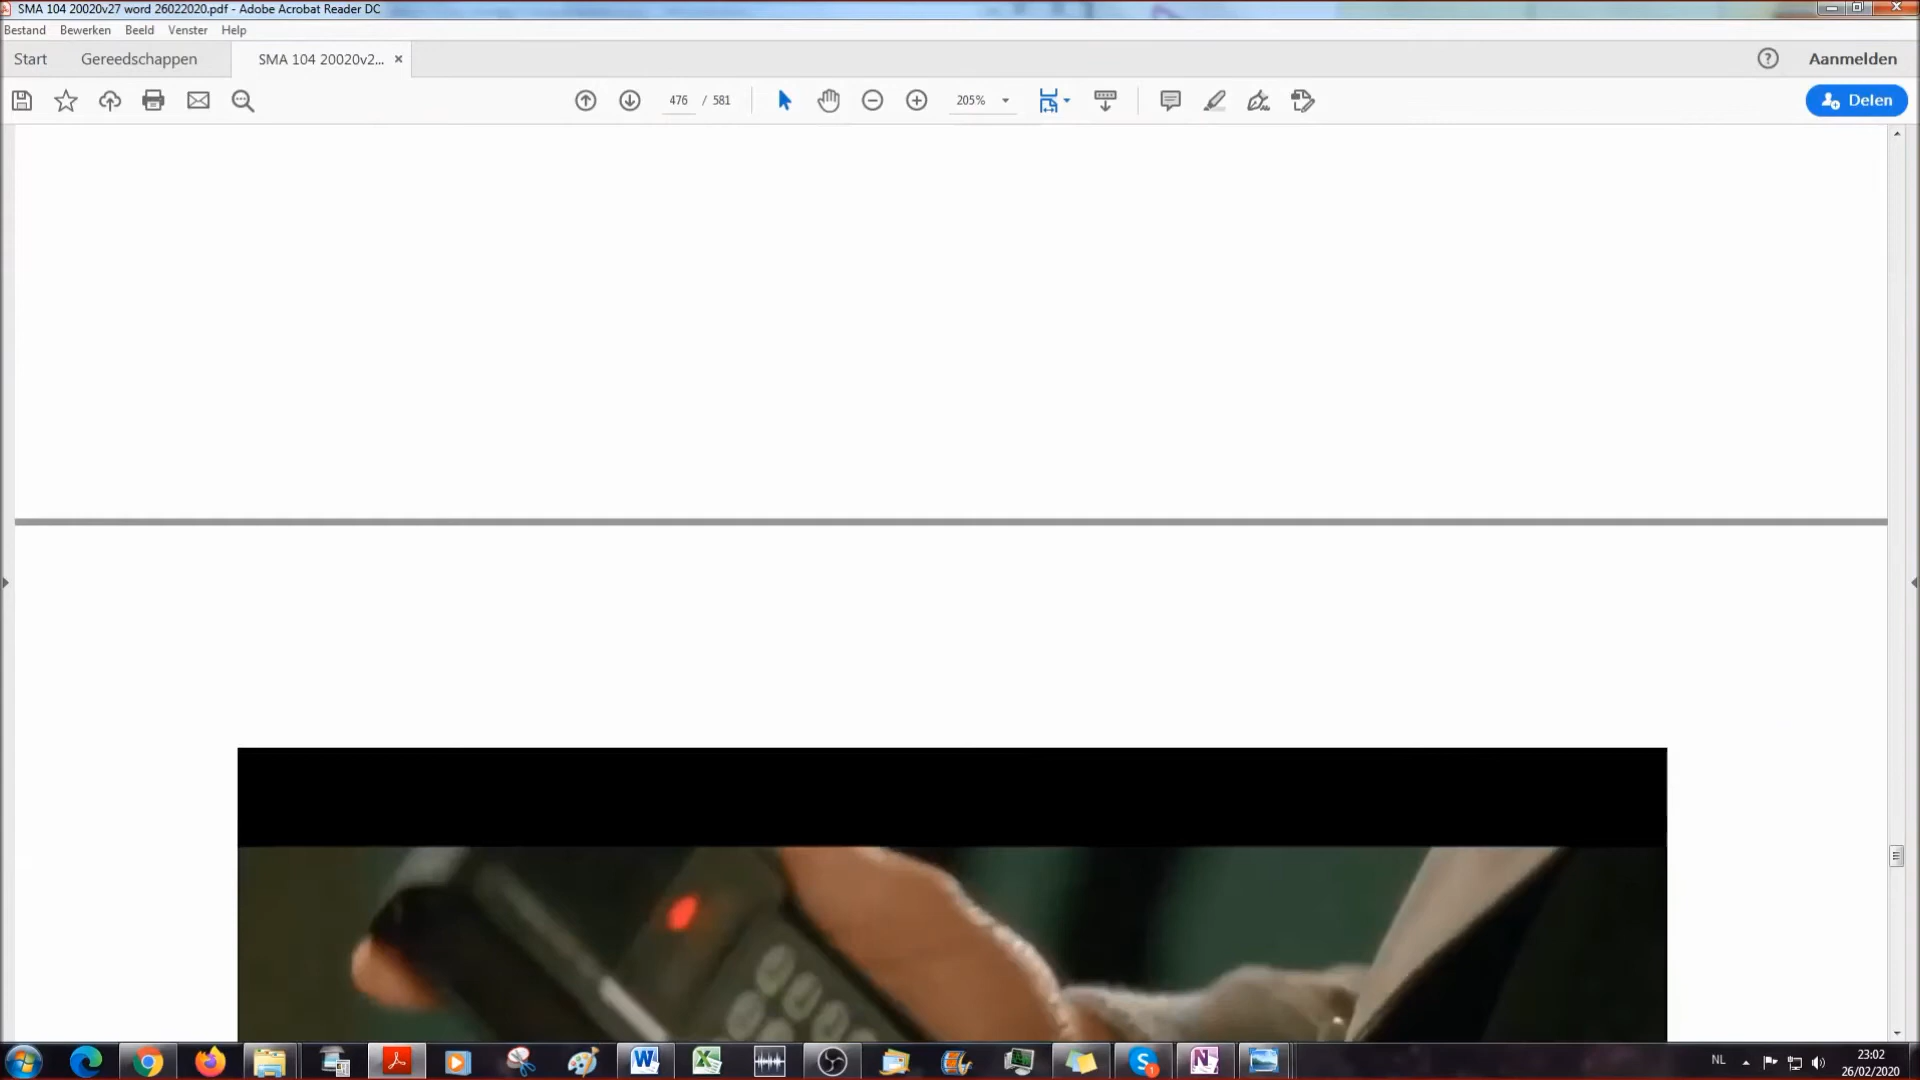 SMA 104 20020v27 word 26022020.pdf - Adobe Acrobat Reader DC
Bestand Bewerken Beeld Venster Help
Start Gereedschappen SMA 104 20020v2... Aanmelden
476 / 581 205% Delen
NL 23:02
26/02/2020